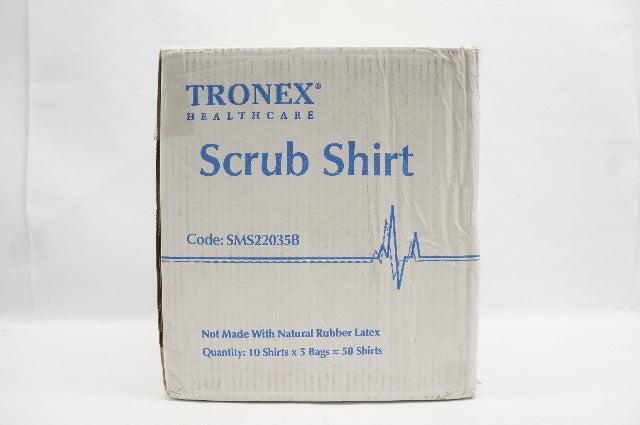 TRONEX®
HEALTHCARE
Scrub Shirt
Code: SMS22035B
Not Made With Natural Rubber Latex
Quantity: 10 Shirts x 5 Bags = 50 Shirts